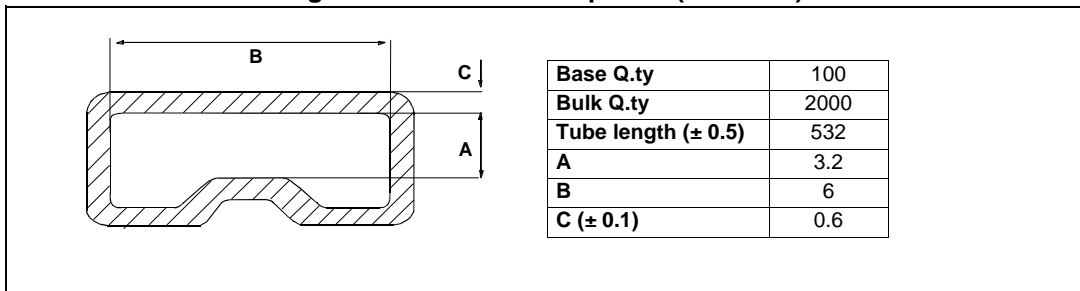 B
C
A
Base Q.ty 100
Bulk Q.ty 2000
Tube length (± 0.5) 532
A 3.2
B 6
C (± 0.1) 0.6